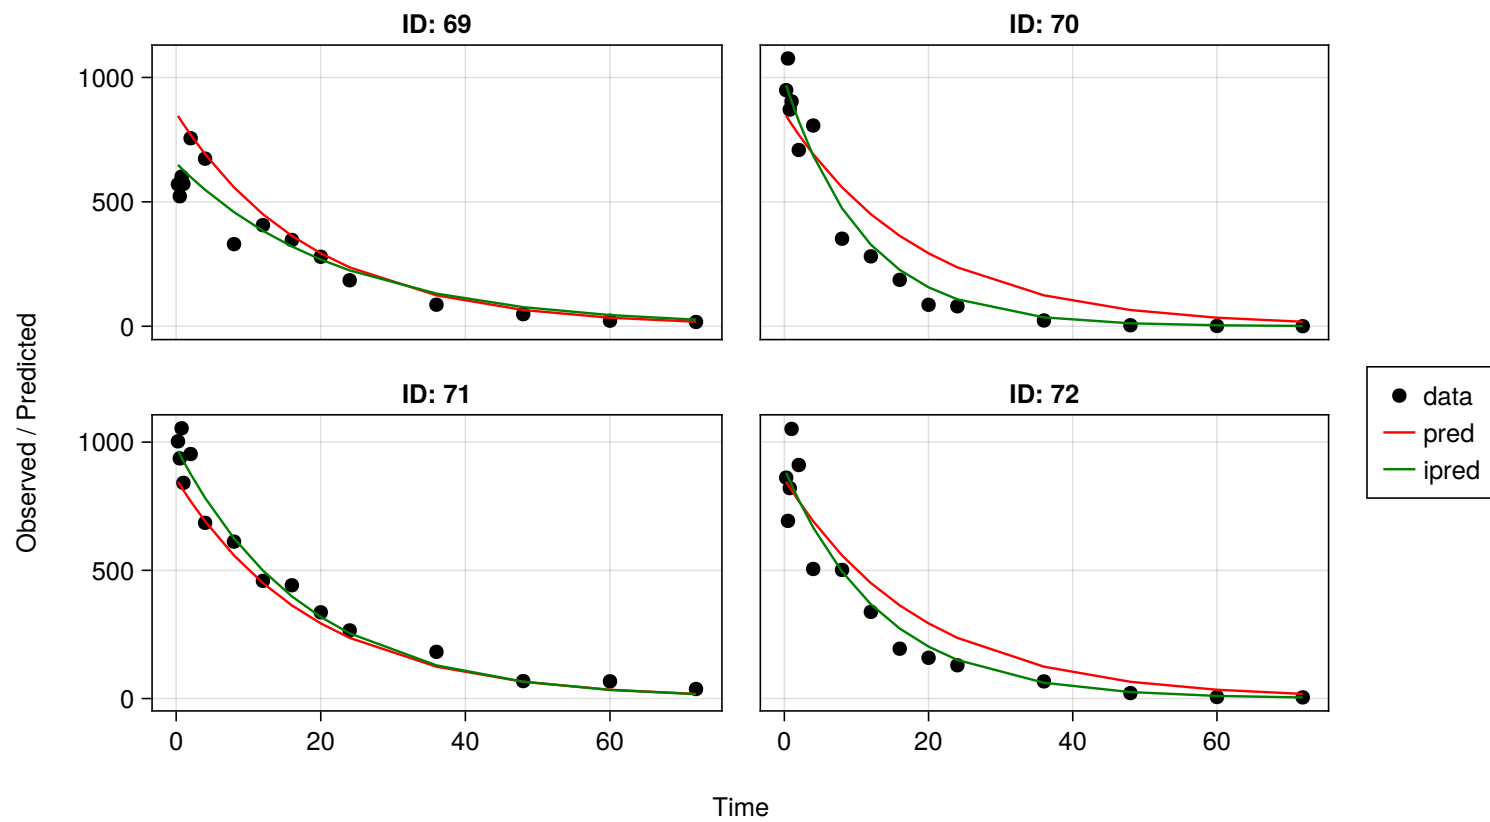 ID: 69
ID: 70
1000
500
0
ID: 71
ID: 72
1000
500
0
0 20 40 60
0 20 40 60
Observed / Predicted
Time
data
pred
ipred